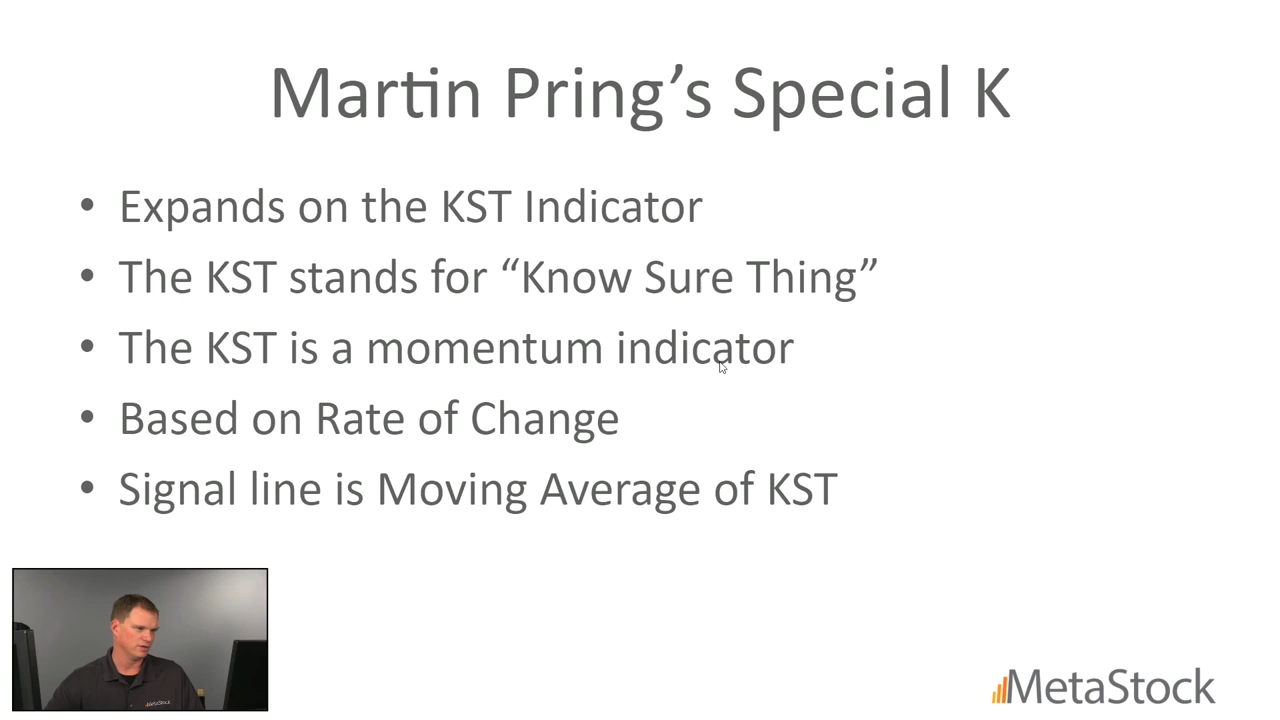 Martin Pring’s Special K
• Expands on the KST Indicator
• The KST stands for “Know Sure Thing”
• The KST is a momentum indicator
• Based on Rate of Change
• Signal line is Moving Average of KST
MetaStock
MetaStock